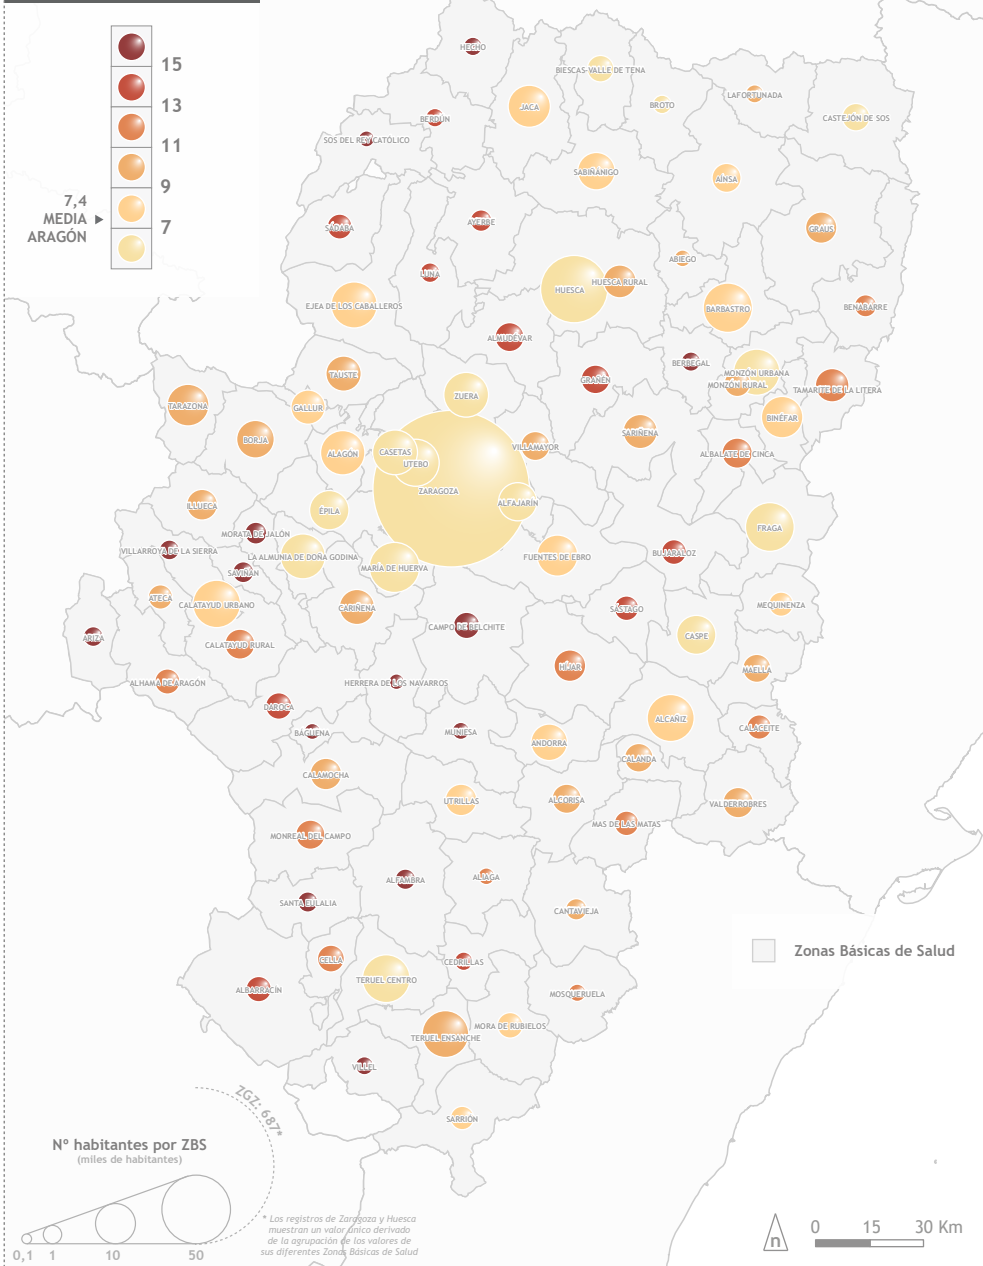 15
13
11
9
7
7,4
MEDIA
ARAGÓN
HECHO
BIESCAS-VALLE DE TENA
JACA
BROTO
LAFORTUNADA
CASTEJÓN DE SOS
BERDÚN
SOS DEL REY CATÓLICO
SABIÑANIGO
AÍNSA
SÁDABA
AYERBE
GRAUS
LUNA
ABIEGO
HUESCA
HUESCA RURAL
EJEA DE LOS CABALLEROS
BARBASTRO
BENABARRE
ALMUDÉVAR
BERBEGAL
TAUSTE
GRAÑÉN
MONZÓN URBANA
MONZÓN RURAL
TAMARITE DE LA LITERA
ZUERA
TARAZONA
GALLUR
BINÉFAR
BORJA
SARIÑENA
ALAGÓN
CASETAS
UTEBO
VILLAMAYOR
ALBALATE DE CINCA
ZARAGOZA
ALFAJARÍN
ILLUECA
ÉPILA
FRAGA
MORATA DE JALÓN
VILLARROYA DE LA SIERRA
LA ALMUNIA DE DOÑA GODINA
MARÍA DE HUERVA
FUENTES DE EBRO
BUJARALOZ
SAVIÑAN
ATECA
CALATAYUD URBANO
CARIÑENA
SÁSTAGO
MEQUINENZA
CAMPO DE BELCHITE
CASPE
ARIZA
CALATAYUD RURAL
HÍJAR
MAELLA
ALHAMA DE ARAGÓN
HERRERA DE LOS NAVARROS
DAROCA
ALCAÑIZ
BÁGUENA
MUNIESA
CALACEITE
ANDORRA
CALANDA
CALAMOCHA
UTRILLAS
ALCORISA
VALDERROBRES
MAS DE LAS MATAS
MONREAL DEL CAMPO
ALFAMBRA
ALIAGA
SANTA EULALIA
CANTAVIEJA
CELLA
CEDRILLAS
TERUEL CENTRO
ALBARRACÍN
MOSQUERUELA
TERUEL ENSANCHE
MORA DE RUBIELOS
VILLEL
SARRIÓN
Zonas Básicas de Salud
ZGZ: 687*
Nº habitantes por ZBS
(miles de habitantes)
0,1 1 10 50
* Los registros de Zaragoza y Huesca
muestran un valor único derivado
de la agrupación de los valores de
sus diferentes Zonas Básicas de Salud
n
0 15 30 Km